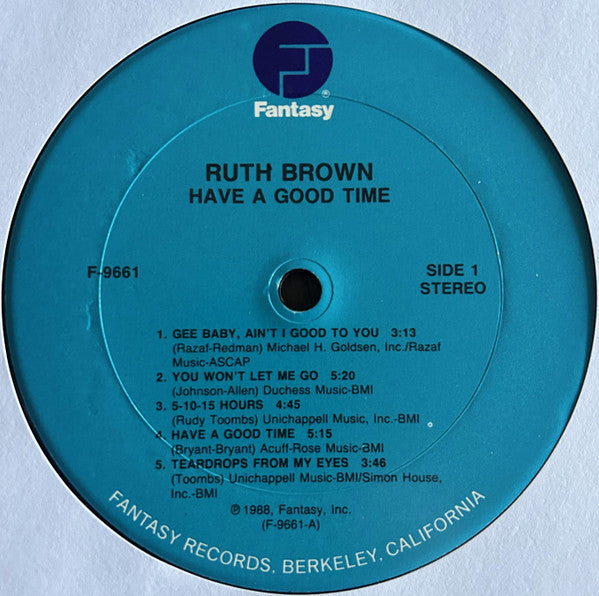 Fantasy®
RUTH BROWN
HAVE A GOOD TIME
F-9661
SIDE 1
STEREO
1. GEE BABY, AIN'T I GOOD TO YOU 3:13
(Razaf-Redman) Michael H. Goldsen, Inc./Razaf
Music-ASCAP
2. YOU WON'T LET ME GO 5:20
(Johnson-Allen) Duchess Music-BMI
3. 5-10-15 HOURS 4:45
(Rudy Toombs) Unichappell Music, Inc.-BMI
4. HAVE A GOOD TIME 5:15
(Bryant-Bryant) Acuff-Rose Music-BMI
5. TEARDROPS FROM MY EYES 3:46
(Toombs) Unichappell Music-BMI/Simon House,
Inc.-BMI
℗ 1988, Fantasy, Inc.
(F-9661-A)
FANTASY RECORDS, BERKELEY, CALIFORNIA